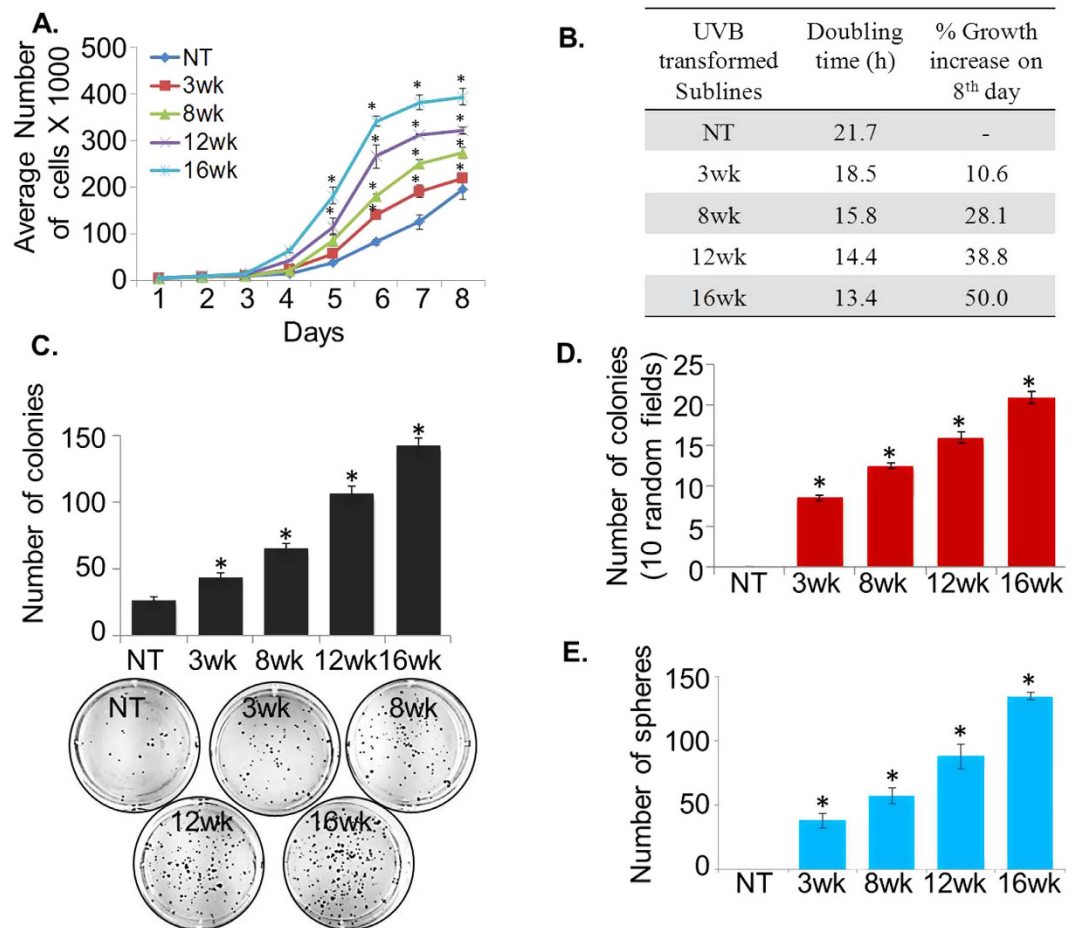 A.
Average Number
of cells X 1000
500
400
300
200
100
0
NT
3wk
8wk
12wk
16wk
* * * * * * * * * * * * * *
1 2 3 4 5 6 7 8
Days
B.
UVB
transformed
Sublines
Doubling
time (h)
% Growth
increase on
8th day
NT 21.7 -
3wk 18.5 10.6
8wk 15.8 28.1
12wk 14.4 38.8
16wk 13.4 50.0
C.
Number of colonies
150
100
50
0
* * * *
NT 3wk 8wk 12wk 16wk
NT 3wk 8wk
12wk 16wk
D.
Number of colonies
(10 random fields)
25
20
15
10
5
0
* * * *
NT 3wk 8wk 12wk 16wk
E.
Number of spheres
150
100
50
0
* * * *
NT 3wk 8wk 12wk 16wk